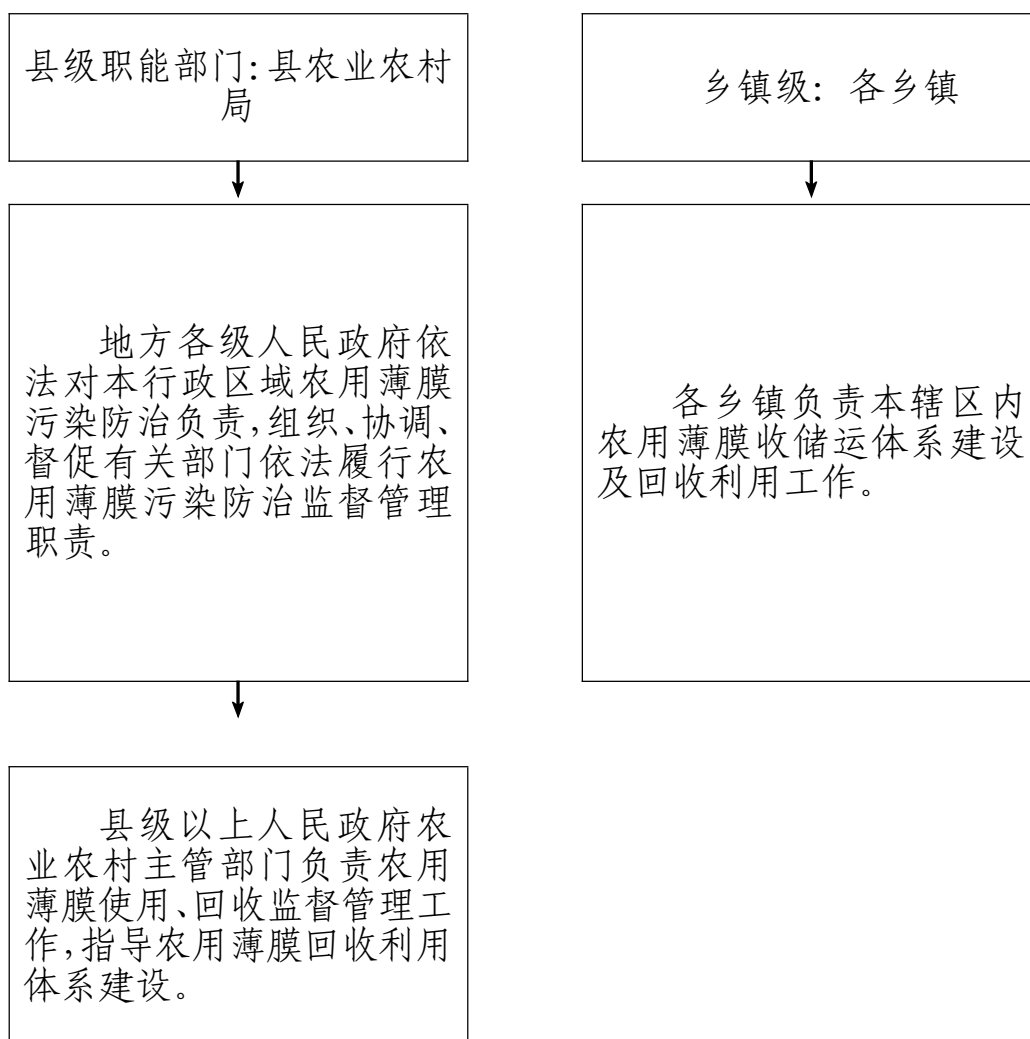 县级职能部门：县农业农村
局
乡镇级：各乡镇
地方各级人民政府依
法对本行政区域农用薄膜
污染防治负责，组织、协调、
督促有关部门依法履行农
用薄膜污染防治监督管理
职责。
各乡镇负责本辖区内
农用薄膜收储运体系建设
及回收利用工作。
县级以上人民政府农
业农村主管部门负责农用
薄膜使用、回收监督管理工
作，指导农用薄膜回收利用
体系建设。